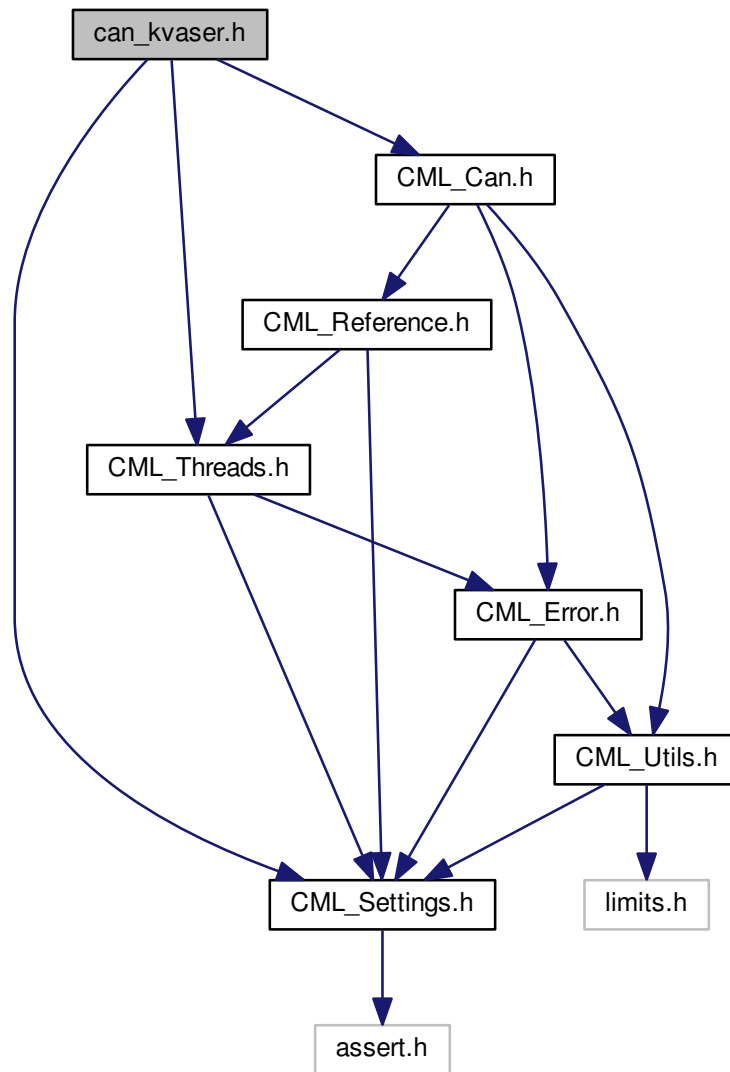 can_kvaser.h
CML_Can.h
CML_Reference.h
CML_Threads.h
CML_Error.h
CML_Utils.h
CML_Settings.h
limits.h
assert.h